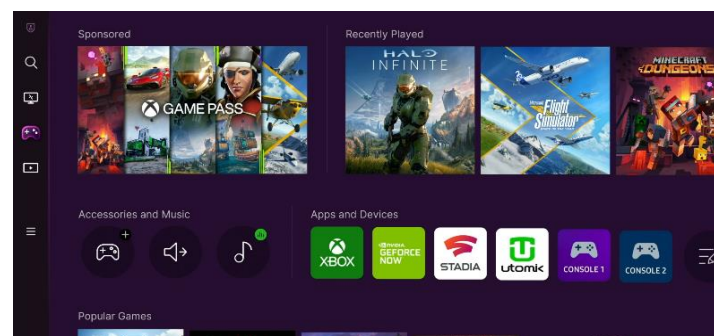 Sponsored
Recently Played
GAME PASS
HALO
INFINITE
Microsoft
Flight
Simulator
MINECRAFT
DUNGEONS
Accessories and Music
Apps and Devices
XBOX
NVIDIA
GEFORCE
NOW
STADIA
utomik
CONSOLE 1
CONSOLE 2
Popular Games